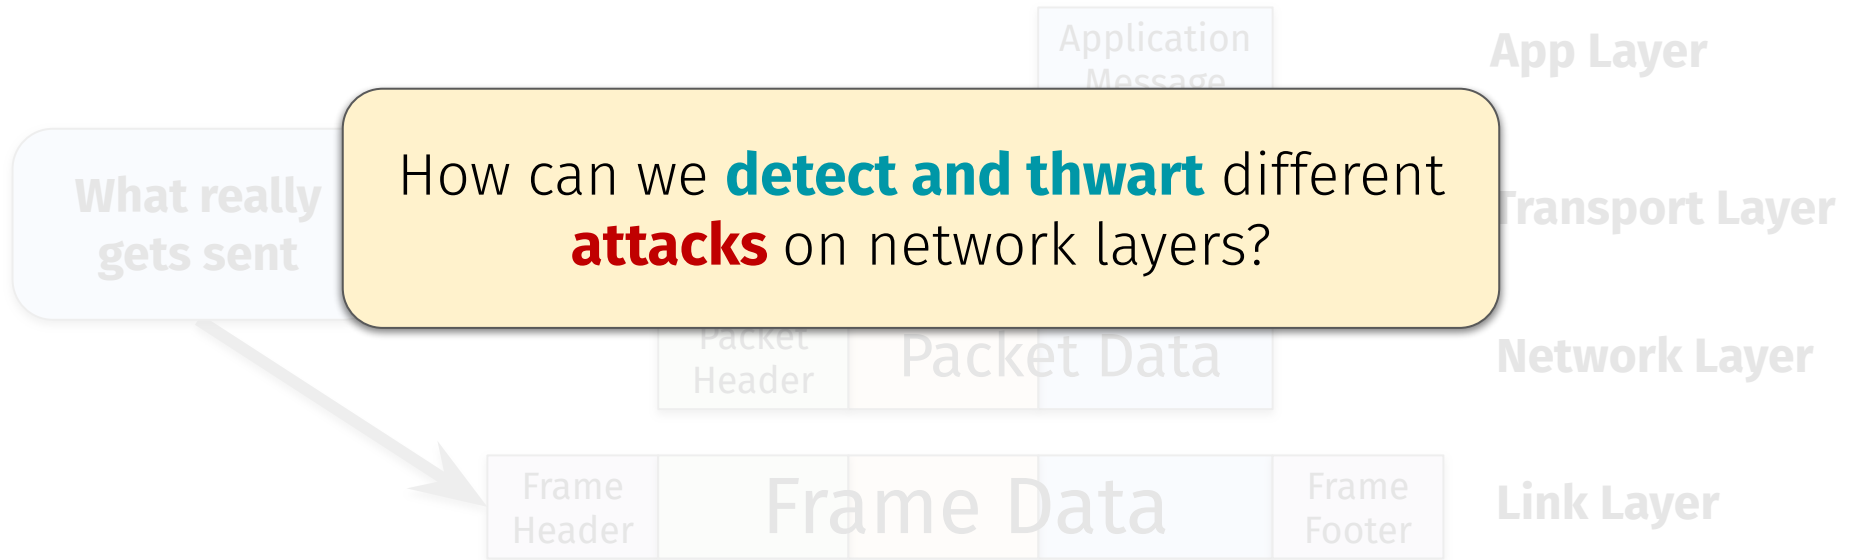 Application
Message
App Layer
What really
gets sent
How can we detect and thwart different
attacks on network layers?
Transport Layer
Packet
Header
Packet Data
Network Layer
Frame
Header
Frame Data
Frame
Footer
Link Layer